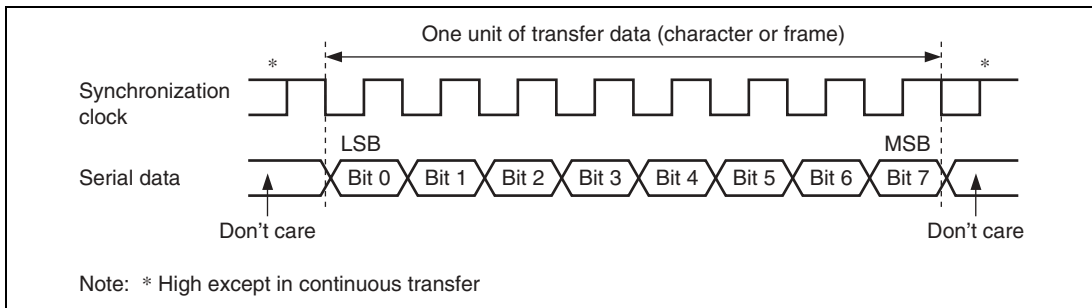 One unit of transfer data (character or frame)
* *
Synchronization
clock
LSB MSB
Serial data Bit 0 Bit 1 Bit 2 Bit 3 Bit 4 Bit 5 Bit 6 Bit 7
Don't care Don't care
Note: * High except in continuous transfer